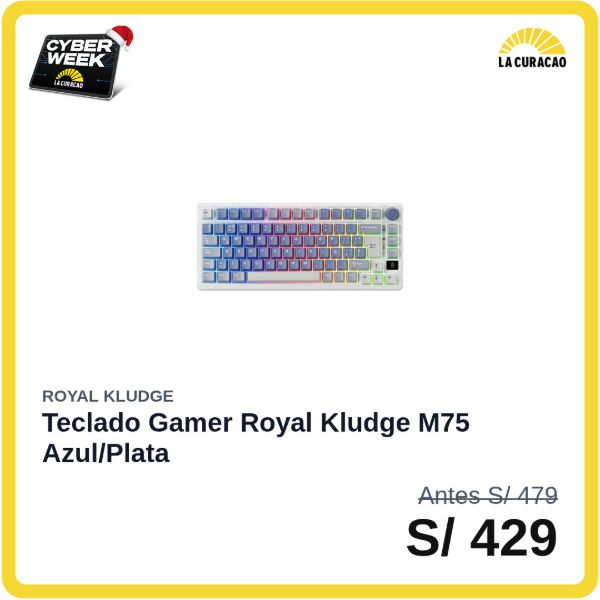 CYBER
WEEK
LA CURACAO
LA CURACAO
ROYAL KLUDGE
Teclado Gamer Royal Kludge M75
Azul/Plata
Antes S/ 479
S/ 429